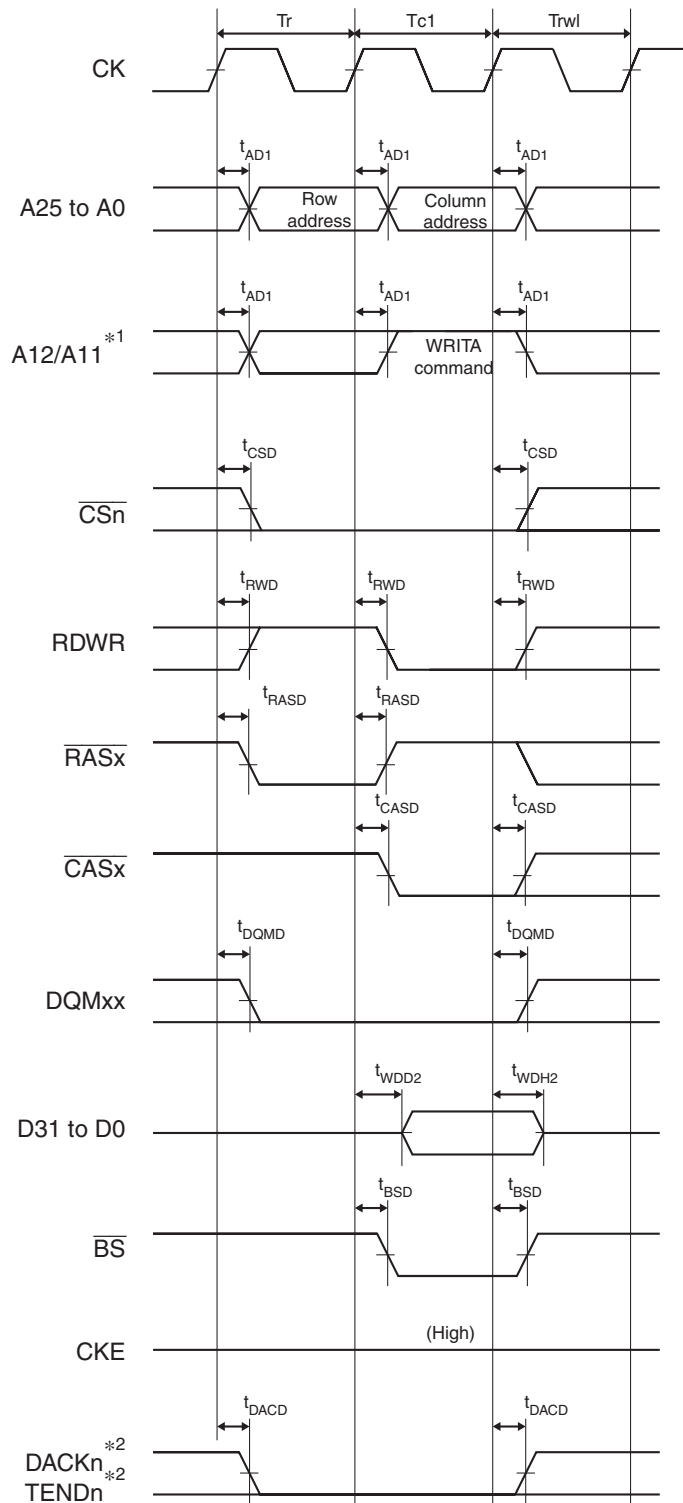 Tr Tc1 Trwl
CK
tAD1 tAD1 tAD1
A25 to A0
Row address
Column address
tAD1 tAD1 tAD1
A12/A11*1
WRITA command
tCSD tCSD
CSn
tRWD tRWD tRWD
RDWR
tRASD tRASD
RASx
tCASD tCASD
CASx
tDQMD tDQMD
DQMxx
tWDD2 tWDH2
D31 to D0
tBSD tBSD
BS
(High)
CKE
tDACD tDACD
DACKn*2
TENDn*2